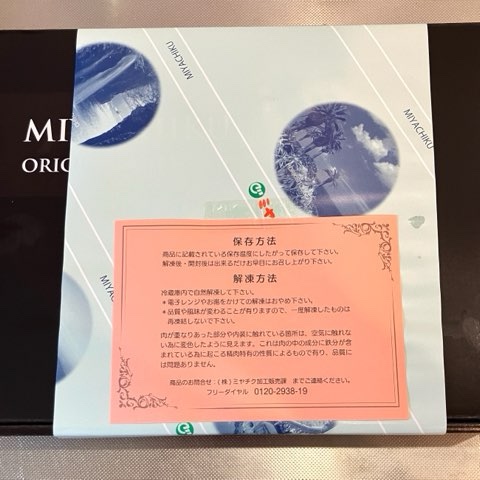 MIYACHIKU
MIYACHIKU
MI
ORIG
ミヤ
MIYAC
保存方法
商品に記載されている保存温度にしたがって保存して下さい。
解凍後・開封後は出来るだけお早目にお召し上がり下さい。
解凍方法
冷蔵庫内で自然解凍して下さい。
＊電子レンジやお湯をかけての解凍はおやめ下さい。
＊品質や風味が変わることが有りますので、一度解凍したものは
再凍結しないで下さい。
肉が重なりあった部分や内装に触れている箇所は、空気に触れな
い為に変色したように見えます。これは肉の中の成分に鉄分が含
まれている為に起こる精肉特有の性質によるもので有り、品質に
は問題ありません。
商品のお問合せ：（株）ミヤチク加工販売課　までご連絡ください。
フリーダイヤル　0120-2938-19